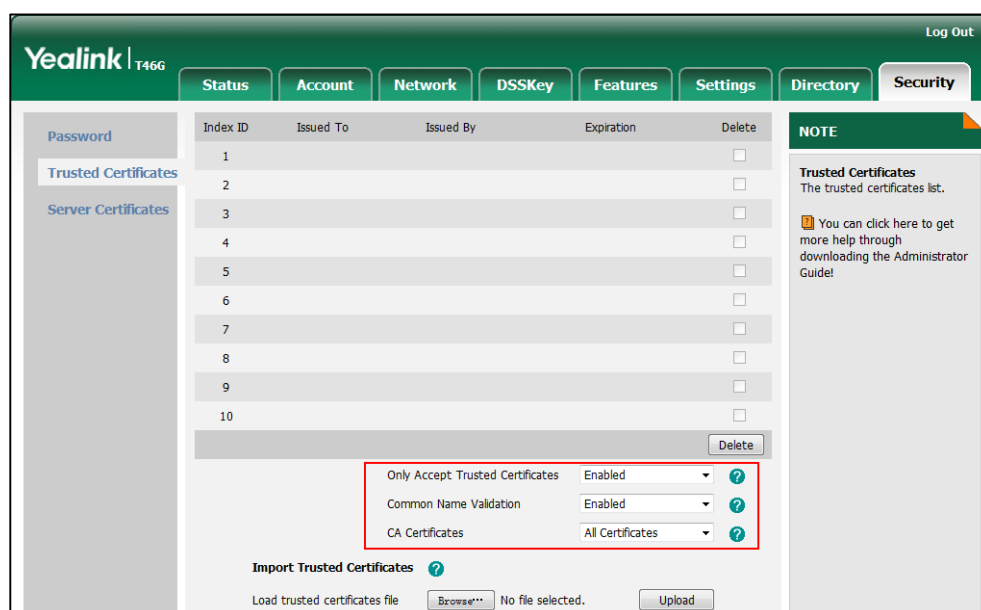 Log Out
Yealink T46G
Status Account Network DSSKey Features Settings Directory Security
Password
Trusted Certificates
Server Certificates
Index ID Issued To Issued By Expiration Delete
1
2
3
4
5
6
7
8
9
10
Delete
Only Accept Trusted Certificates Enabled ?
Common Name Validation Enabled ?
CA Certificates All Certificates ?
Import Trusted Certificates ?
Load trusted certificates file Browse... No file selected. Upload
NOTE
Trusted Certificates
The trusted certificates list.
? You can click here to get
more help through
downloading the Administrator
Guide!